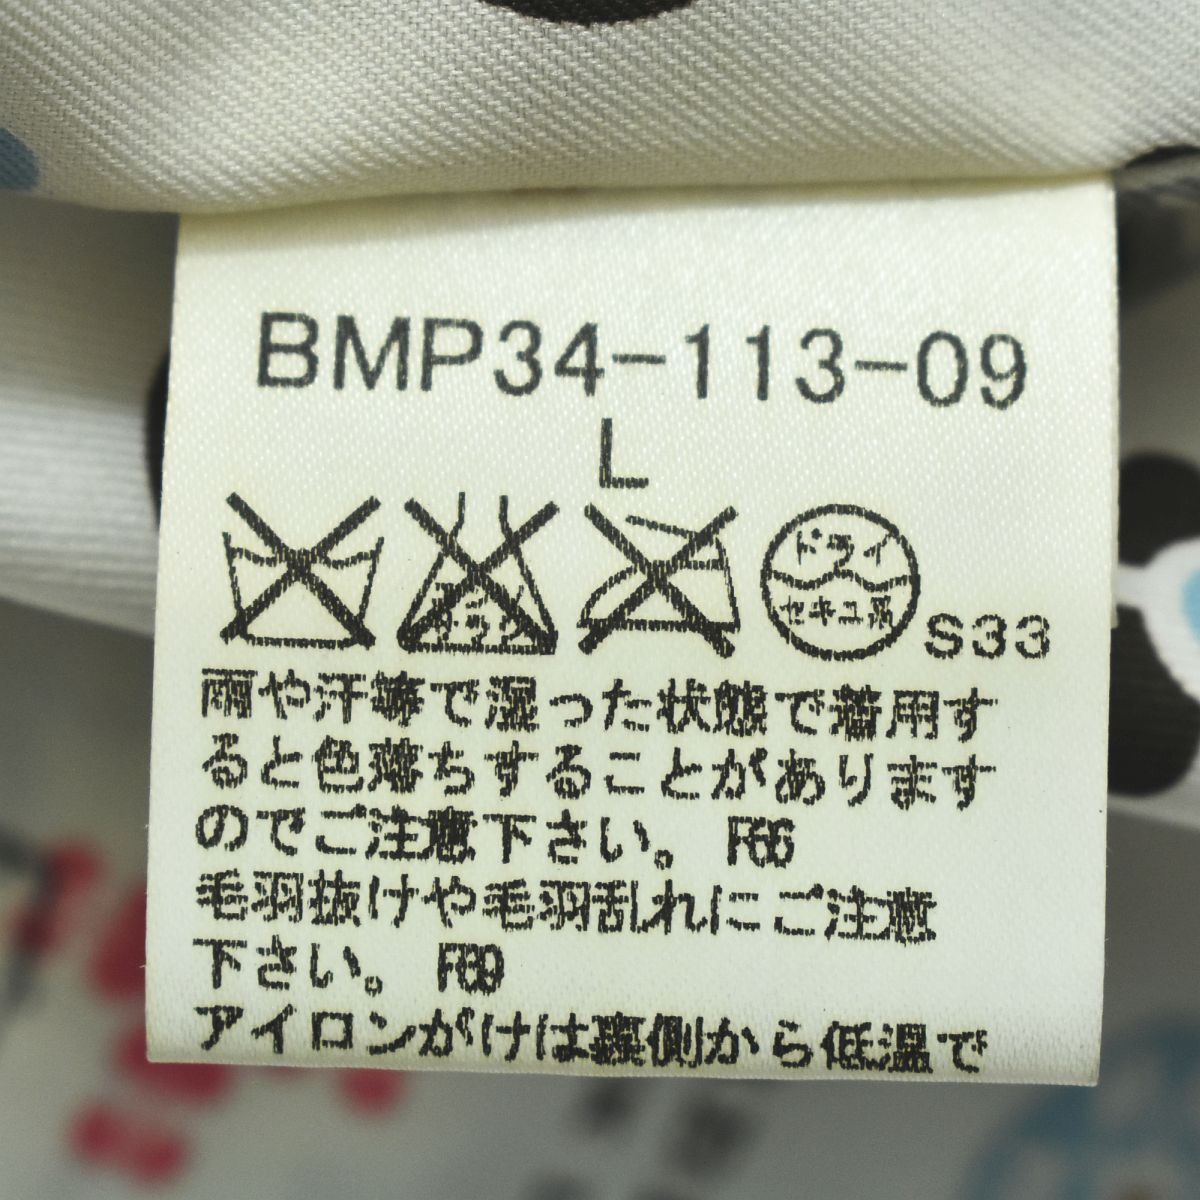 BMP34-113-09
L
ドライ
セキユ系
S33
雨や汗等で湿った状態で着用す
ると色落ちすることがあります
のでご注意下さい。 F66
毛羽抜けや毛羽乱れにご注意
下さい。 F69
アイロンがけは裏側から低温で